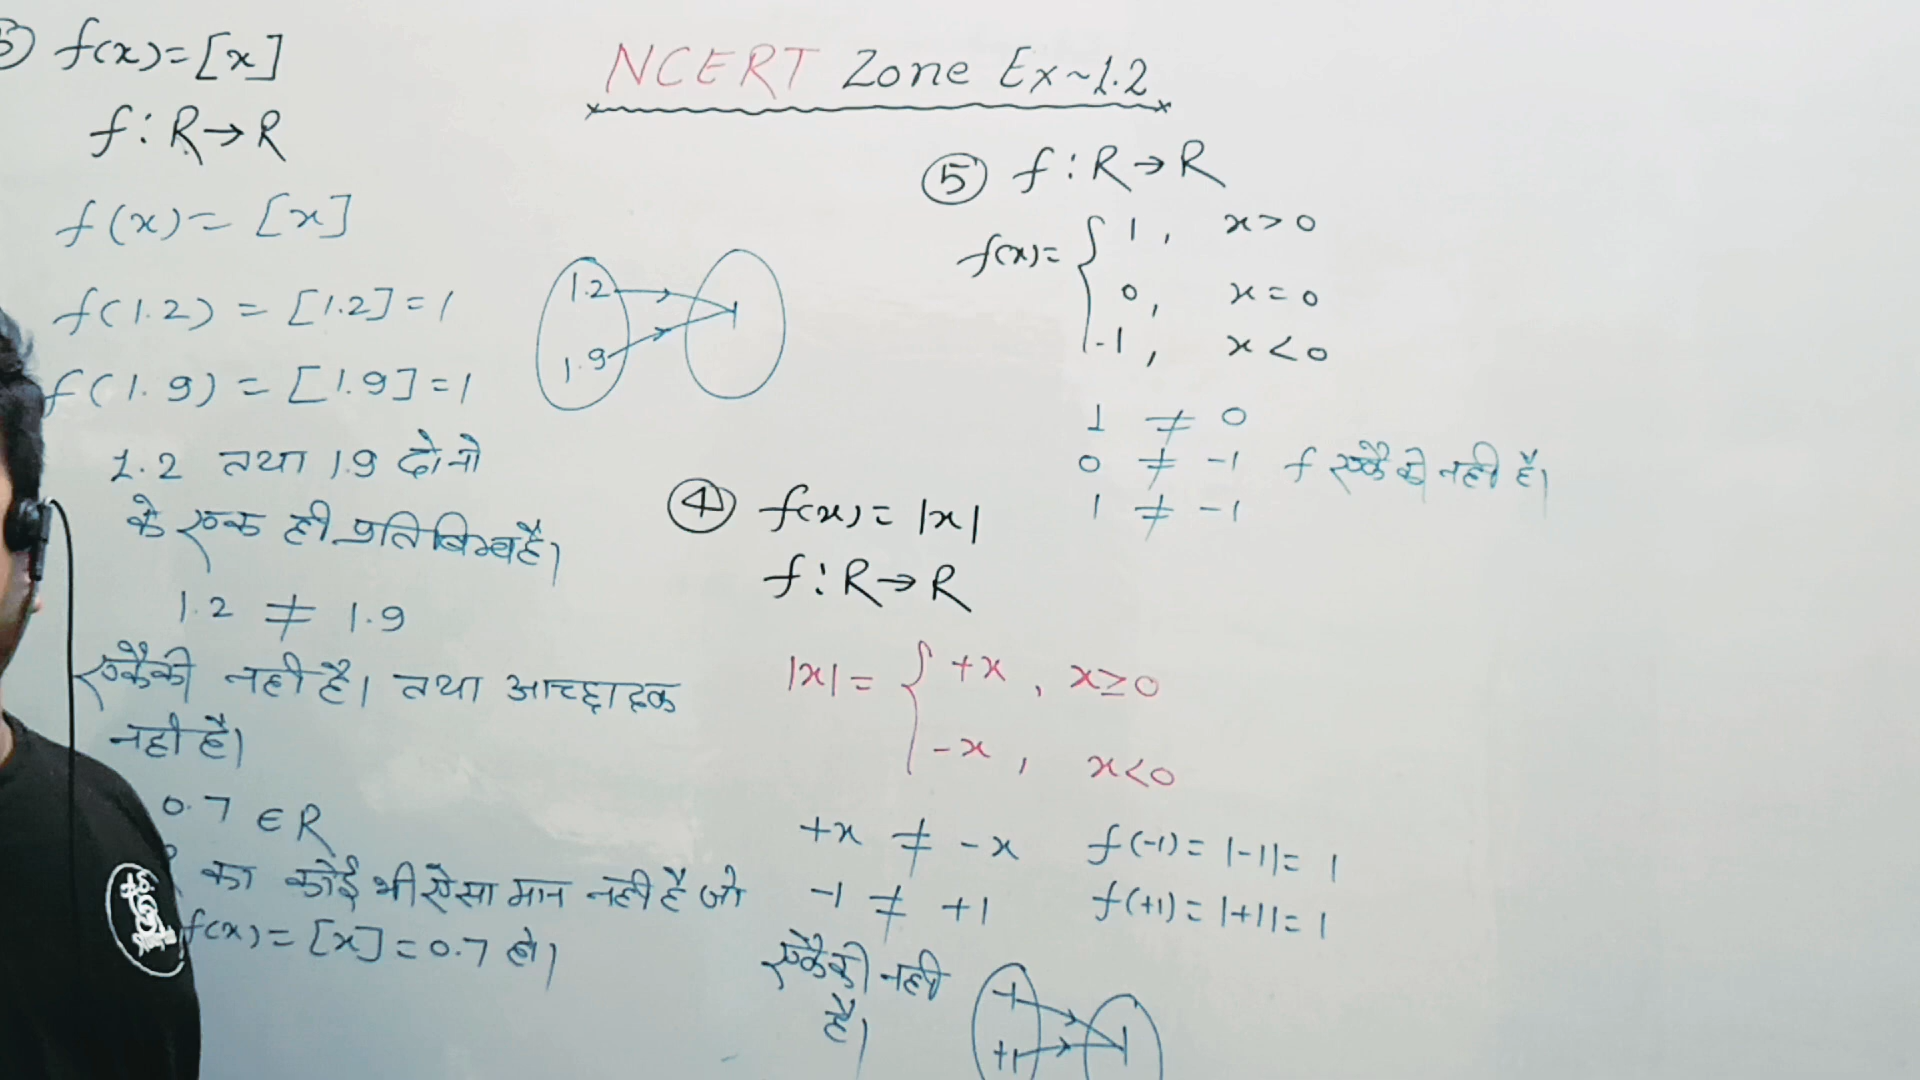 NCERT Zone Ex~1.2
f(x)=[x]
f:R→R
f(x)= [x]
f(1.2) = [1.2]=1
f(1.9) = [1.9]=1
1.2 तथा 1.9 दोनो
के एक ही प्रतिबिम्ब है।
1.2 ≠ 1.9
एकैकी नही है। तथा आच्छादक
नही है।
0.7 ∈ R
का कोई भी ऐसा मान नही है जो
f(x)=[x]=0.7 हो।
1.2
1.9
1
⑤ f:R→R
f(x)= { 1, x>0
0, x=0
-1, x<0
1 ≠ 0
0 ≠ -1 f एकैकी नही है।
1 ≠ -1
④ f(x)= |x|
f:R→R
|x| = { +x, x≥0
-x, x<0
+x ≠ -x f(-1)= |-1|= 1
-1 ≠ +1 f(+1)= |+1|= 1
एकैकी नही
है।
-1
+1
1